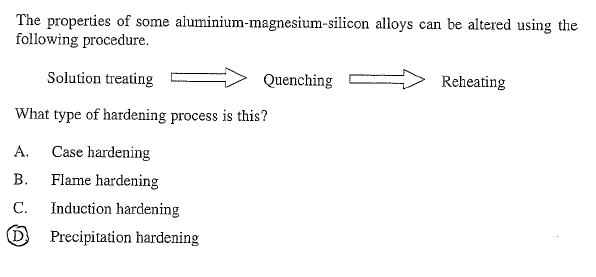 The properties of some aluminium-magnesium-silicon alloys can be altered using the
following procedure.
Solution treating Quenching Reheating
What type of hardening process is this?
A. Case hardening
B. Flame hardening
C. Induction hardening
D. Precipitation hardening